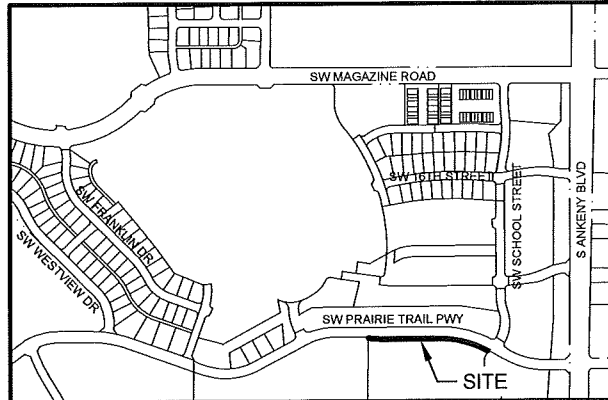 SW MAGAZINE ROAD
SW 16TH STREET
SW FRANKLIN DR
SW WESTVIEW DR
SW SCHOOL STREET
S ANKENY BLVD
SW PRAIRIE TRAIL PWY
SITE